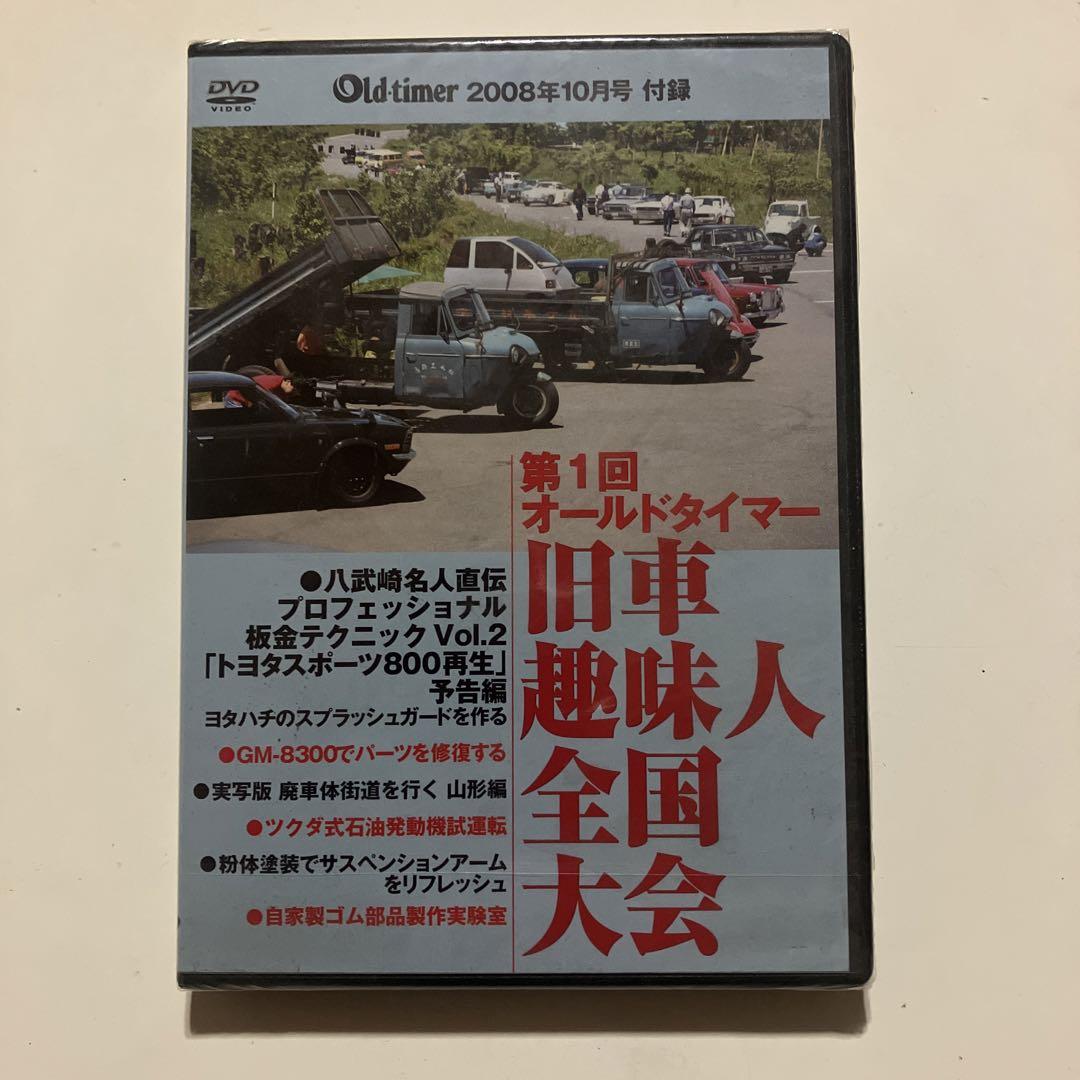 DVD
VIDEO
Old-timer 2008年10月号 付録
第1回
オールドタイマー
旧車
趣味人
全国
大会
●八武崎名人直伝
プロフェッショナル
板金テクニック Vol.2
「トヨタスポーツ800再生」
予告編
ヨタハチのスプラッシュガードを作る
●GM-8300でパーツを修復する
●実写版 廃車体街道を行く 山形編
●ツクダ式石油発動機試運転
●粉体塗装でサスペンションアーム
をリフレッシュ
●自家製ゴム部品製作実験室